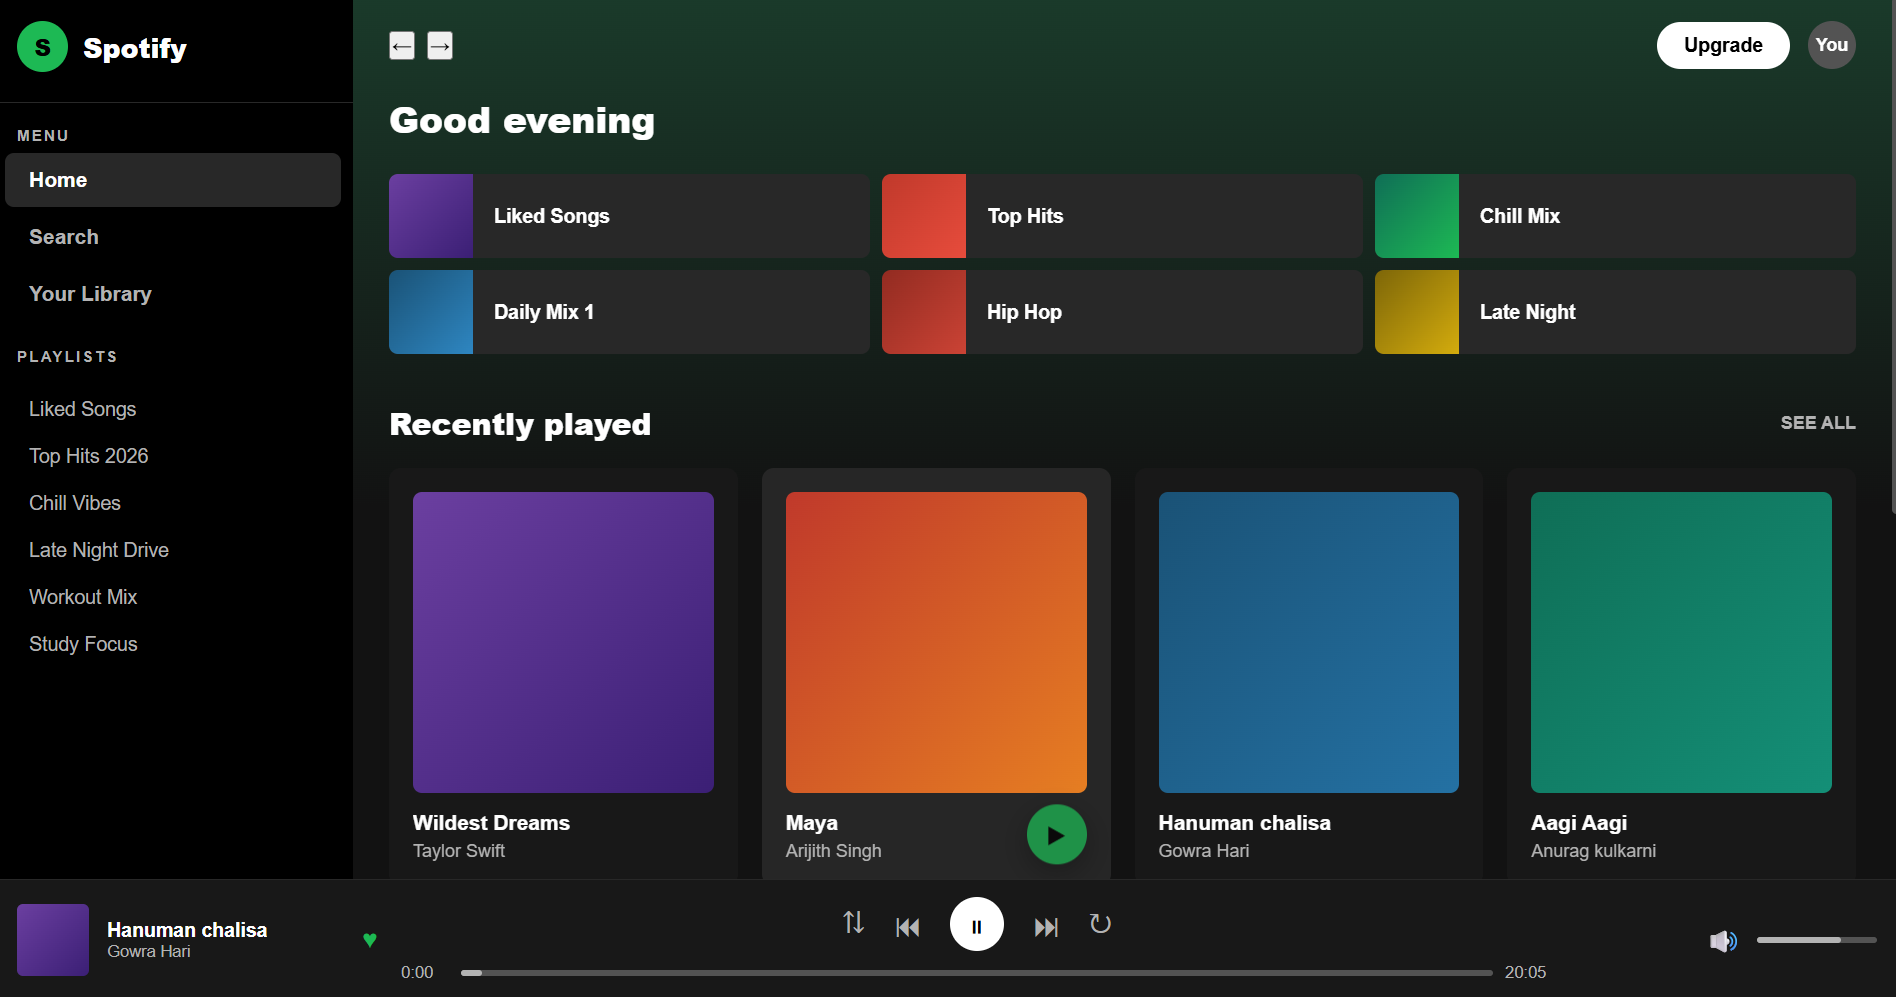 S Spotify
MENU
Home
Search
Your Library
PLAYLISTS
Liked Songs
Top Hits 2026
Chill Vibes
Late Night Drive
Workout Mix
Study Focus
← → Upgrade You
Good evening
Liked Songs Top Hits Chill Mix
Daily Mix 1 Hip Hop Late Night
Recently played SEE ALL
Wildest Dreams
Taylor Swift
Maya
Arijith Singh
Hanuman chalisa
Gowra Hari
Aagi Aagi
Anurag kulkarni
Hanuman chalisa
Gowra Hari
0:00 20:05